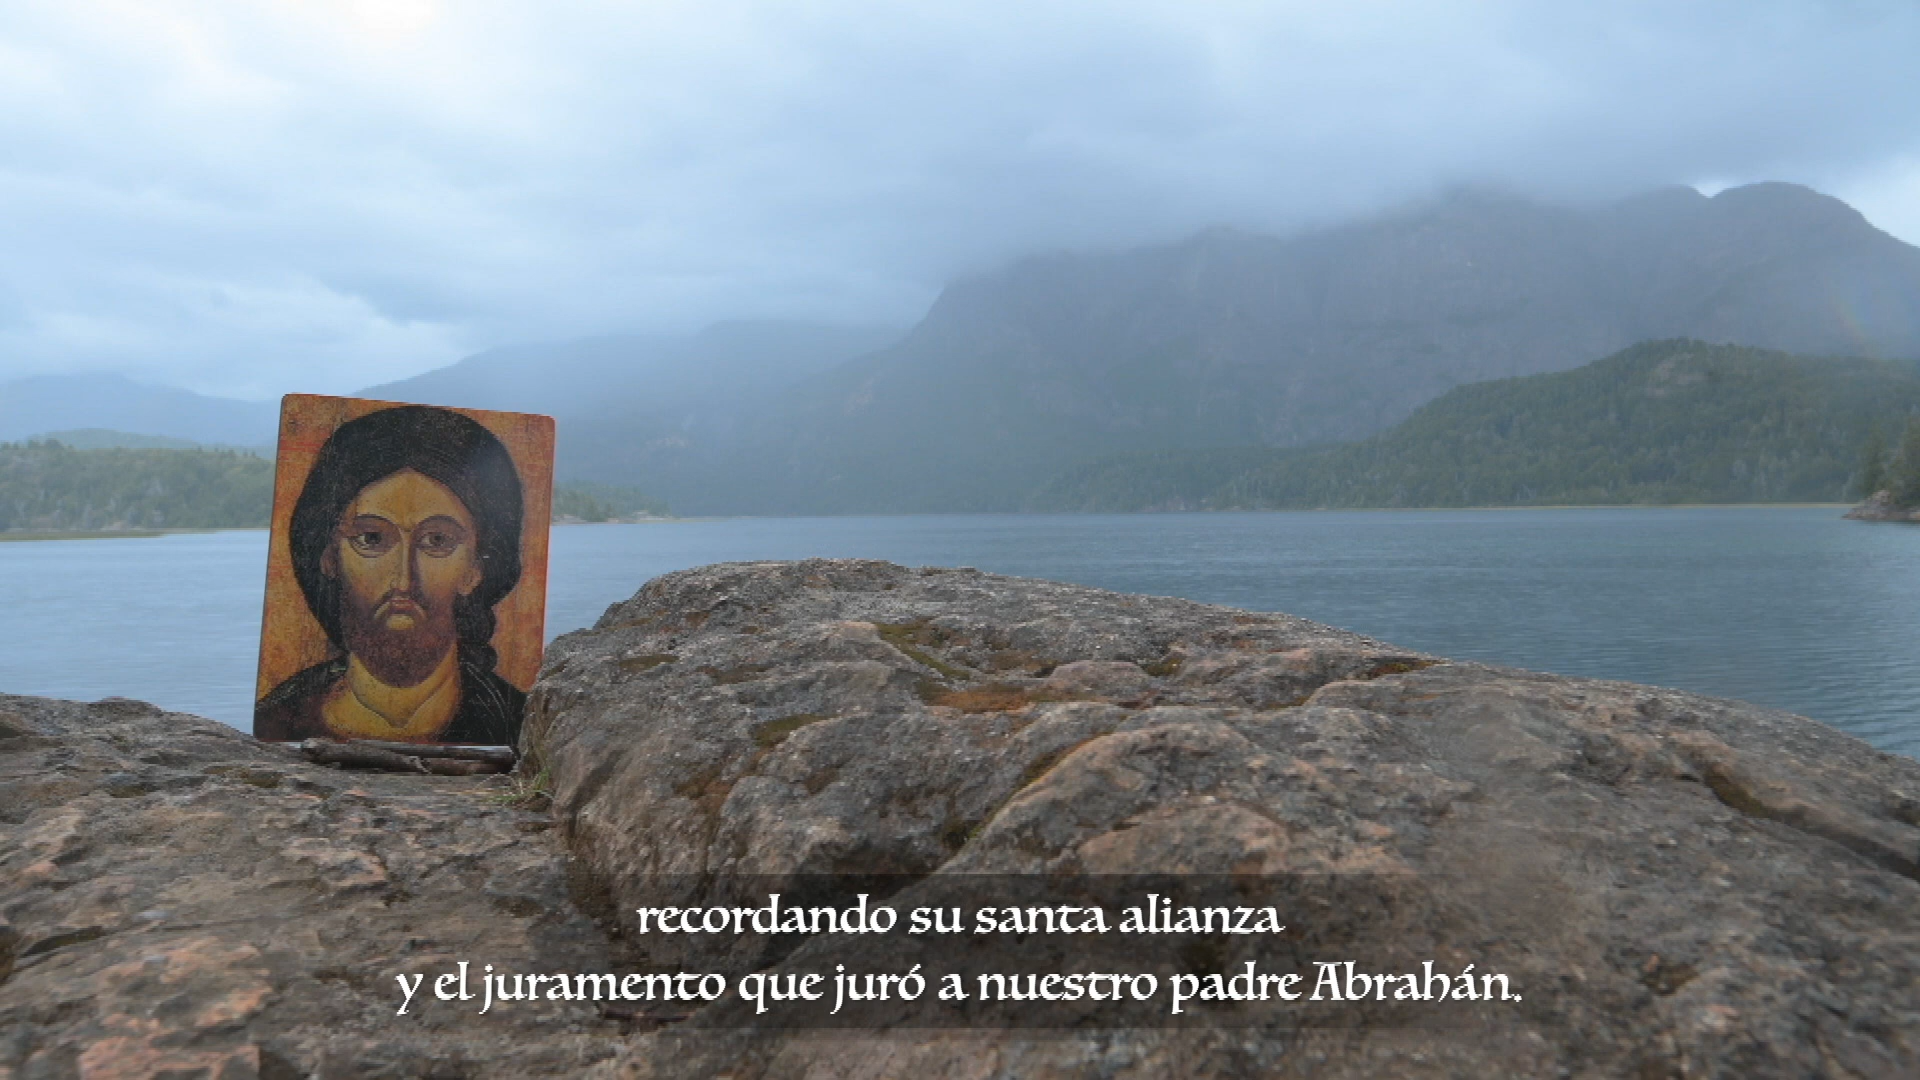 recordando su santa alianza
y el juramento que juró a nuestro padre Abrahán.